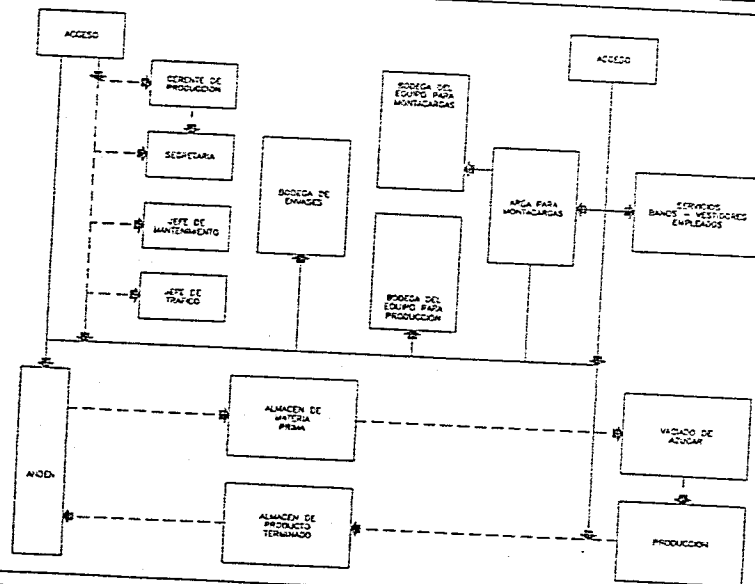 ACCESO
ACCESO
GERENTE DE
PRODUCCION
SECRETARIA
JEFE DE
MANTENIMIENTO
JEFE DE
TRAFICO
BODEGA DE
ENVASES
BODEGA DEL
EQUIPO PARA
MONTACARGAS
BODEGA DEL
EQUIPO PARA
PRODUCCION
AREA PARA
MONTACARGAS
SERVICIOS
BANOS - VESTIDORES
EMPLEADOS
ANDEN
ALMACEN DE
MATERIA
PRIMA
VACIADO DE
AZUCAR
ALMACEN DE
PRODUCTO
TERMINADO
PRODUCCION